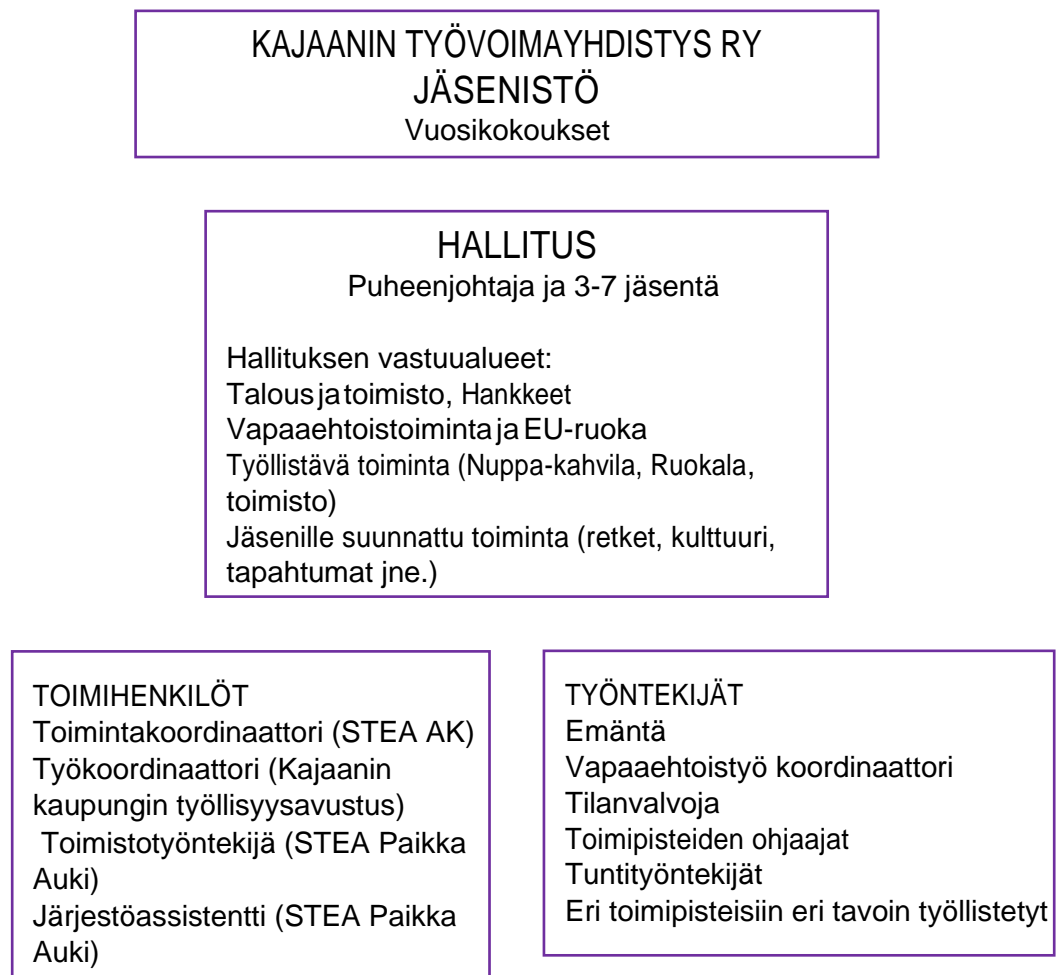 KAJAANIN TYÖVOIMAYHDISTYS RY
JÄSENISTÖ
Vuosikokoukset
HALLITUS
Puheenjohtaja ja 3-7 jäsentä
Hallituksen vastuualueet:
Talous ja toimisto, Hankkeet
Vapaaehtoistoiminta ja EU-ruoka
Työllistävä toiminta (Nuppa-kahvila, Ruokala,
toimisto)
Jäsenille suunnattu toiminta (retket, kulttuuri,
tapahtumat jne.)
TOIMIHENKILÖT
Toimintakoordinaattori (STEA AK)
Työkoordinaattori (Kajaanin
kaupungin työllisyysavustus)
Toimistotyöntekijä (STEA Paikka
Auki)
Järjestöassistentti (STEA Paikka
Auki)
TYÖNTEKIJÄT
Emäntä
Vapaaehtoistyö koordinaattori
Tilanvalvoja
Toimipisteiden ohjaajat
Tuntityöntekijät
Eri toimipisteisiin eri tavoin työllistetyt